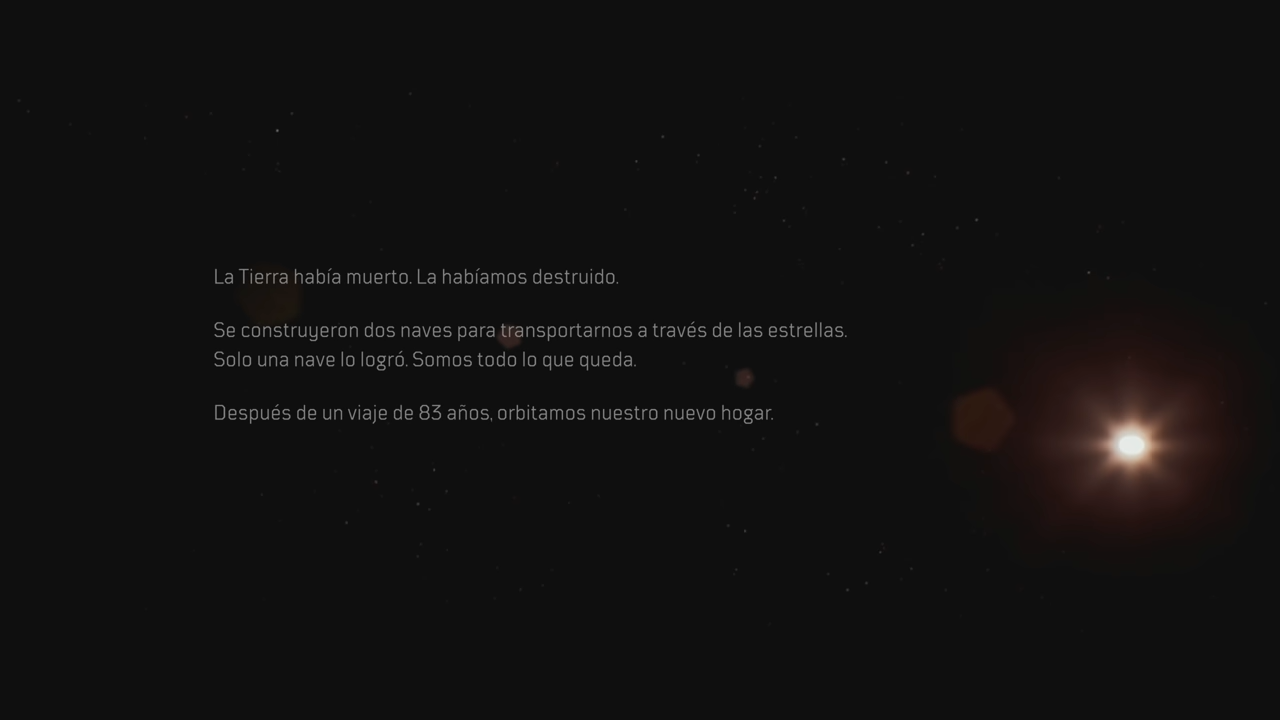 La Tierra había muerto. La habíamos destruido.
Se construyeron dos naves para transportarnos a través de las estrellas.
Solo una nave lo logró. Somos todo lo que queda.
Después de un viaje de 83 años, orbitamos nuestro nuevo hogar.